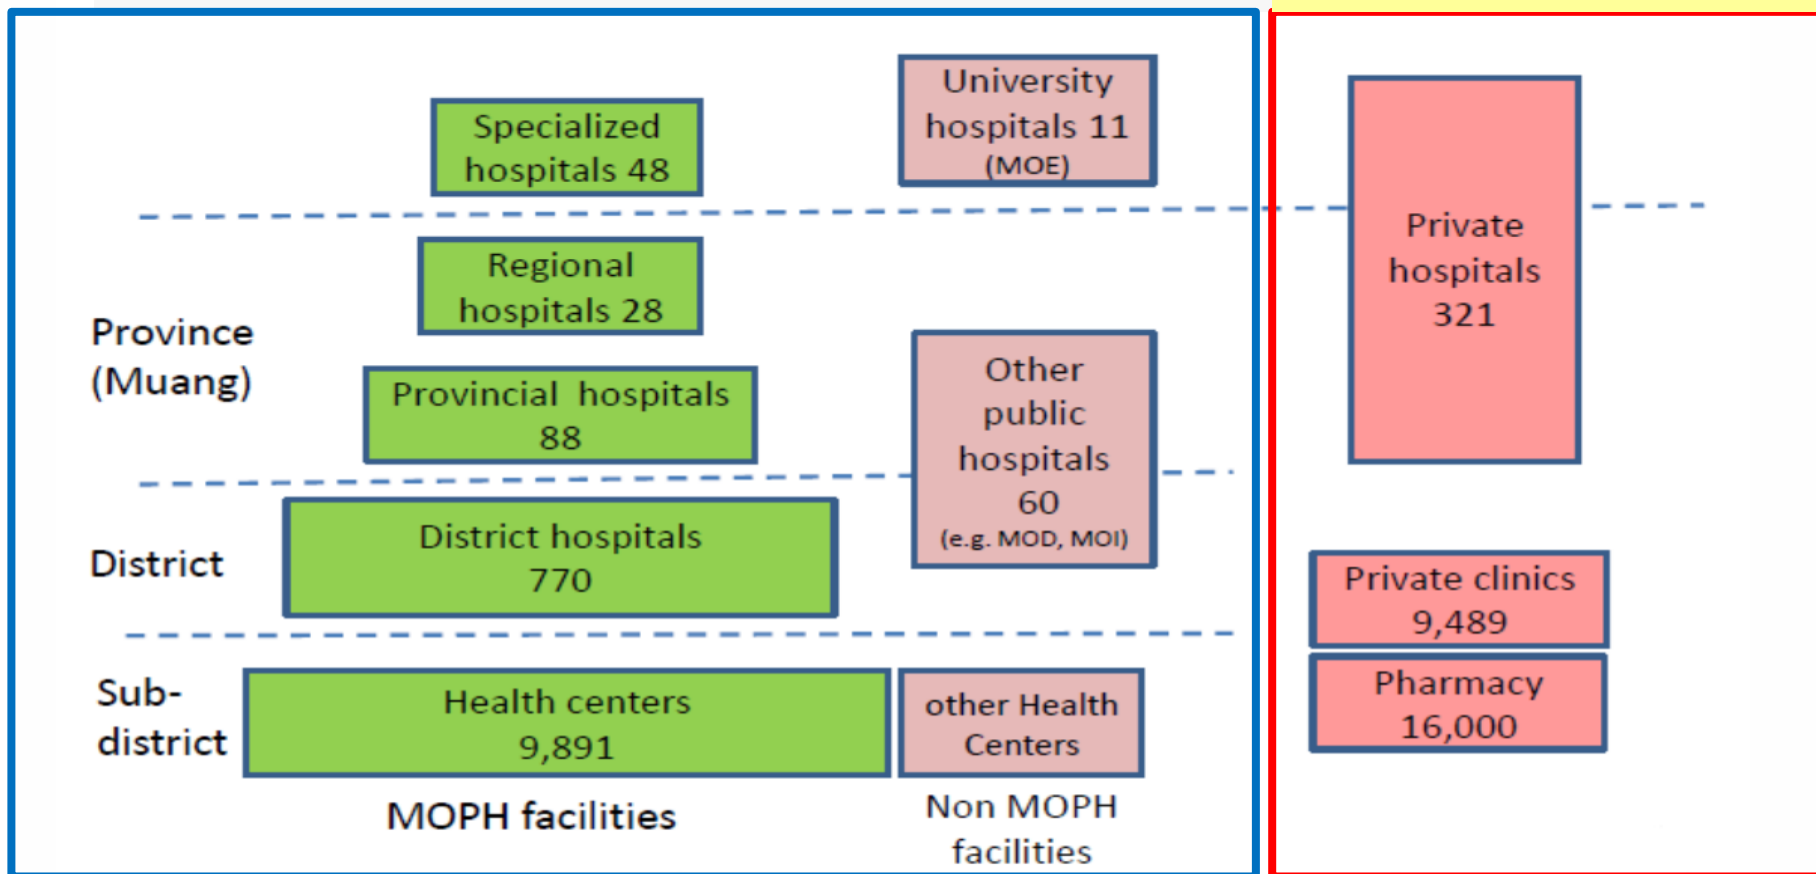 Specialized
hospitals 48
University
hospitals 11
(MOE)
Province
(Muang)
Regional
hospitals 28
Provincial hospitals
88
Other
public
hospitals
60
(e.g. MOD, MOI)
District
District hospitals
770
Sub-
district
Health centers
9,891
other Health
Centers
MOPH facilities
Non MOPH
facilities
Private
hospitals
321
Private clinics
9,489
Pharmacy
16,000